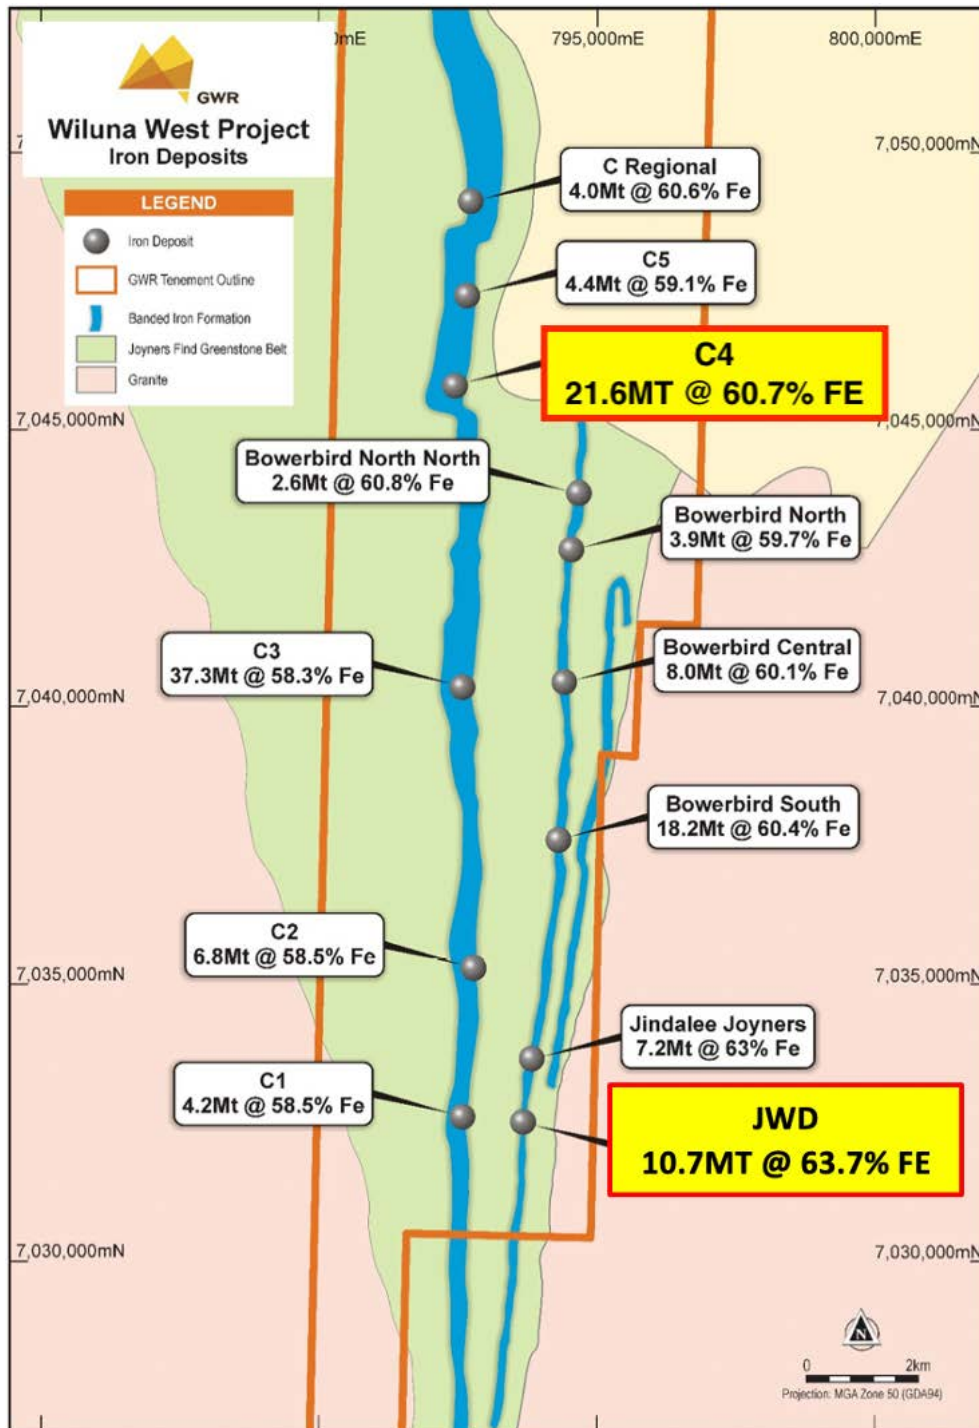 795,000mE
800,000mE
GWR
Wiluna West Project
Iron Deposits
7,050,000mN
C Regional
4.0Mt @ 60.6% Fe
LEGEND
Iron Deposit
GWR Tenement Outline
Banded Iron Formation
Joyners Find Greenstone Belt
Granite
C5
4.4Mt @ 59.1% Fe
C4
21.6MT @ 60.7% FE
7,045,000mN
7,045,000mN
Bowerbird North North
2.6Mt @ 60.8% Fe
Bowerbird North
3.9Mt @ 59.7% Fe
C3
37.3Mt @ 58.3% Fe
Bowerbird Central
8.0Mt @ 60.1% Fe
7,040,000mN
7,040,000mN
Bowerbird South
18.2Mt @ 60.4% Fe
C2
6.8Mt @ 58.5% Fe
7,035,000mN
7,035,000mN
Jindalee Joyners
7.2Mt @ 63% Fe
C1
4.2Mt @ 58.5% Fe
JWD
10.7MT @ 63.7% FE
7,030,000mN
7,030,000mN
N
0 2km
Projection: MGA Zone 50 (GDA94)